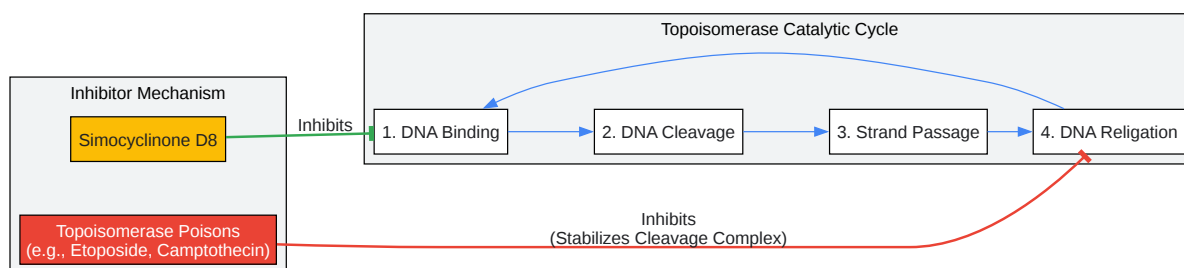 Topoisomerase Catalytic Cycle
Inhibitor Mechanism
Simocyclinone D8
Inhibits
1. DNA Binding
2. DNA Cleavage
3. Strand Passage
4. DNA Religation
Topoisomerase Poisons
(e.g., Etoposide, Camptothecin)
Inhibits
(Stabilizes Cleavage Complex)